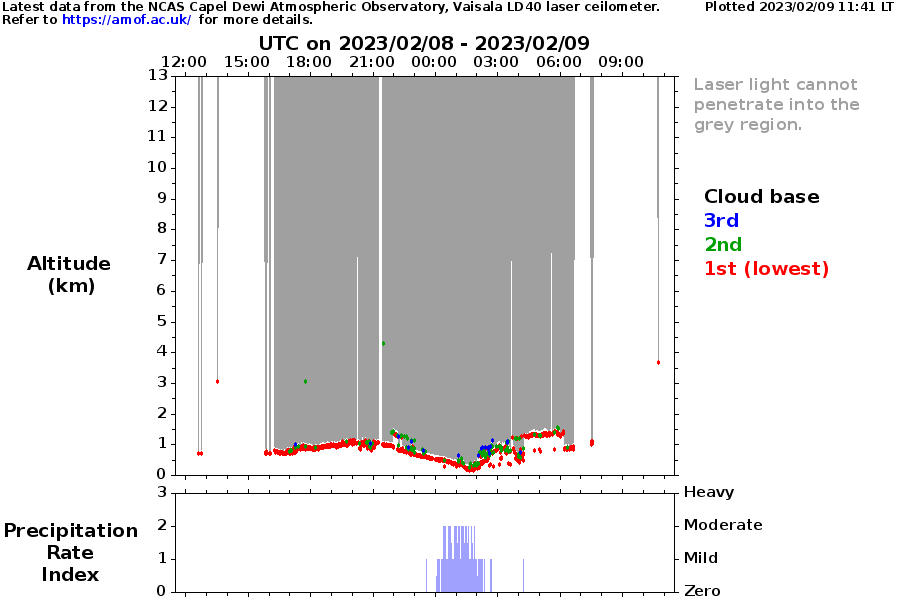 Latest data from the NCAS Capel Dewi Atmospheric Observatory, Vaisala LD40 laser ceilometer. Plotted 2023/02/09 11:41 LT
Refer to https://amof.ac.uk/ for more details.
UTC on 2023/02/08 - 2023/02/09
12:00 15:00 18:00 21:00 00:00 03:00 06:00 09:00
13
12
11
10
9
8
7
6
5
4
3
2
1
0
Altitude
(km)
Laser light cannot
penetrate into the
grey region.
Cloud base
3rd
2nd
1st (lowest)
3 Heavy
2 Moderate
1 Mild
0 Zero
Precipitation
Rate
Index